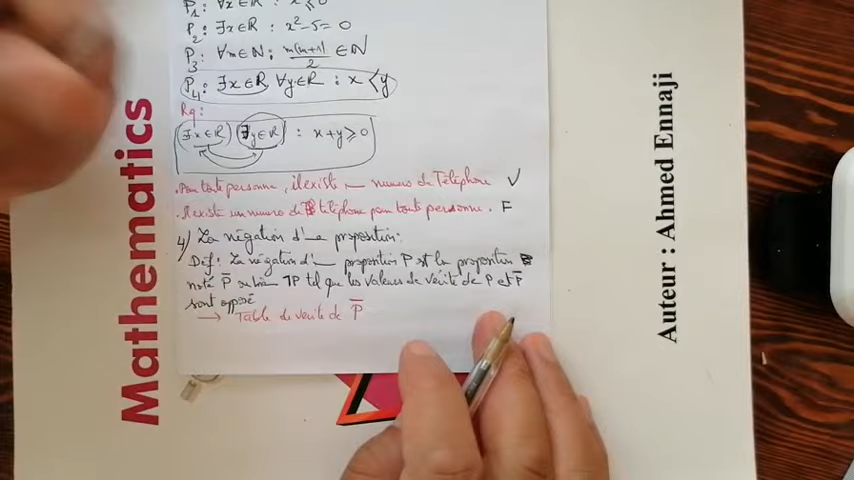 P1: ∀x∈R : x ⩽ 0
P2: ∃x∈R : x²-5=0
P3: ∀n∈N : n(n+1)/2 ∈ N
P4: ∃x∈R ∀y∈R : x ⩽ y
Rq:
∃x∈R ∃y∈R : x+y⩾0
. Pour toute personne, il existe un numero de Téléphone V
. Il existe un numero de téléphone pour toute personne. F
4) La négation d'une proposition:
Déf: La négation d'une proposition P est la proposition
noté P̄ ou bien ⅂P tel que les valeurs de vérité de P et P̄
sont opposé
→ Table de verité de P̄
Mathematics
Auteur : Ahmed Ennaji